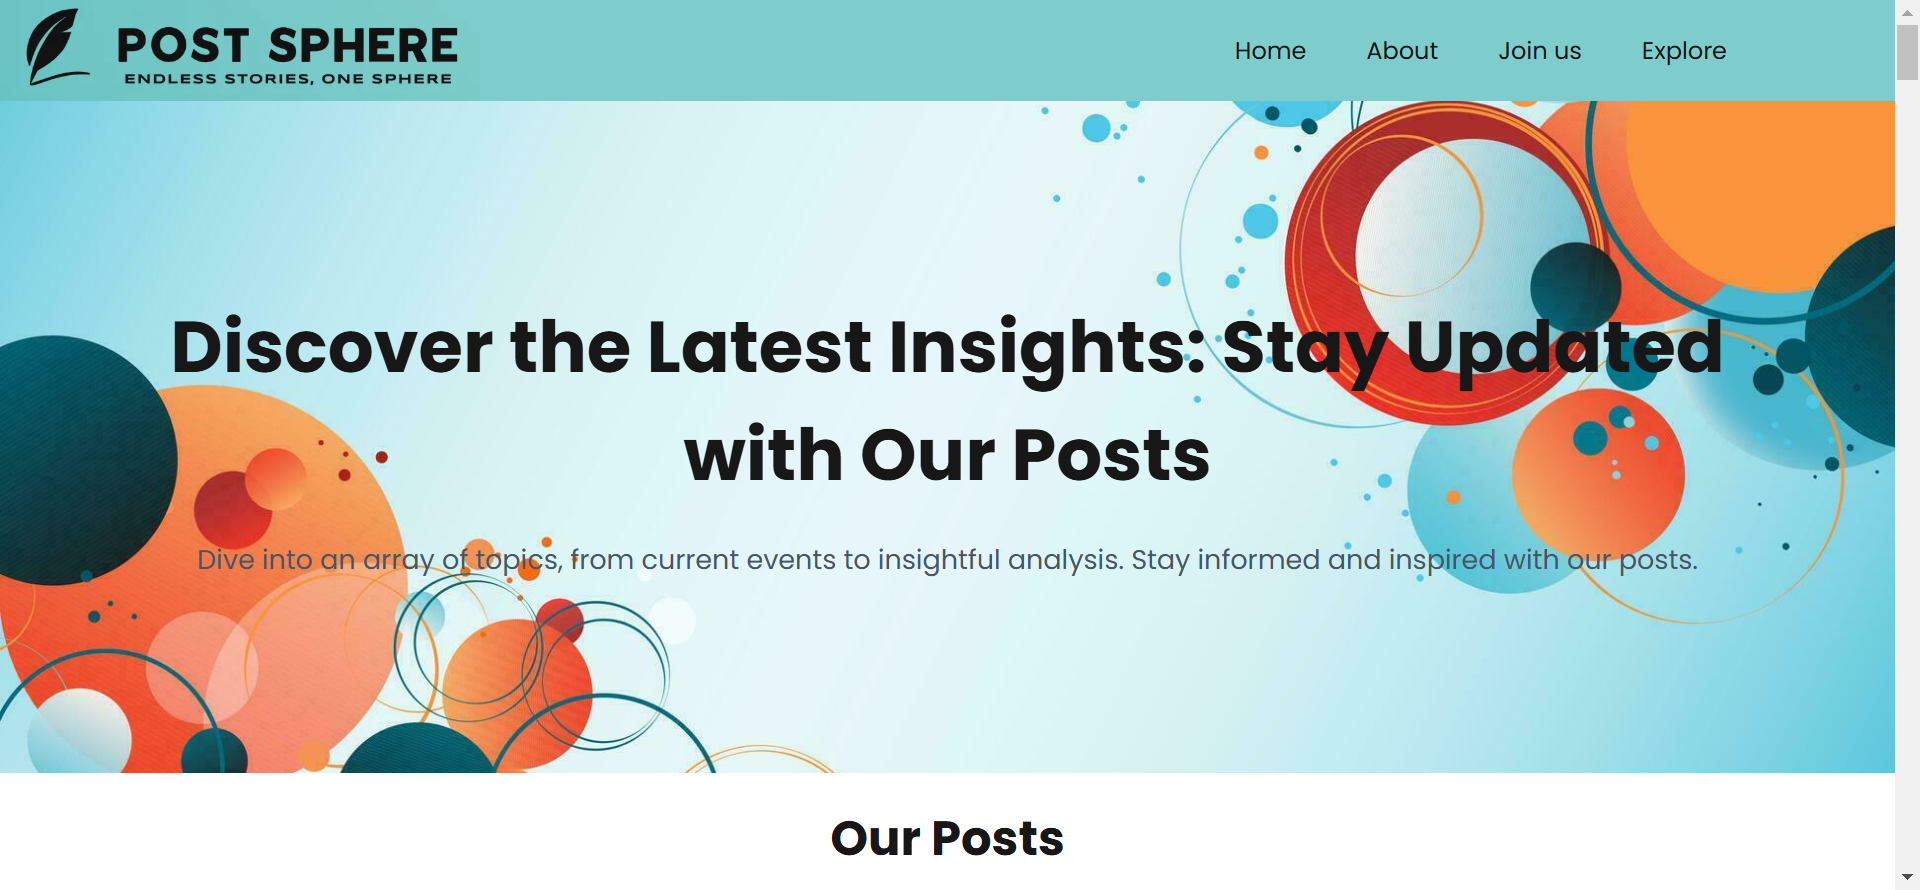 POST SPHERE
ENDLESS STORIES, ONE SPHERE
Home About Join us Explore
Discover the Latest Insights: Stay Updated
with Our Posts
Dive into an array of topics, from current events to insightful analysis. Stay informed and inspired with our posts.
Our Posts